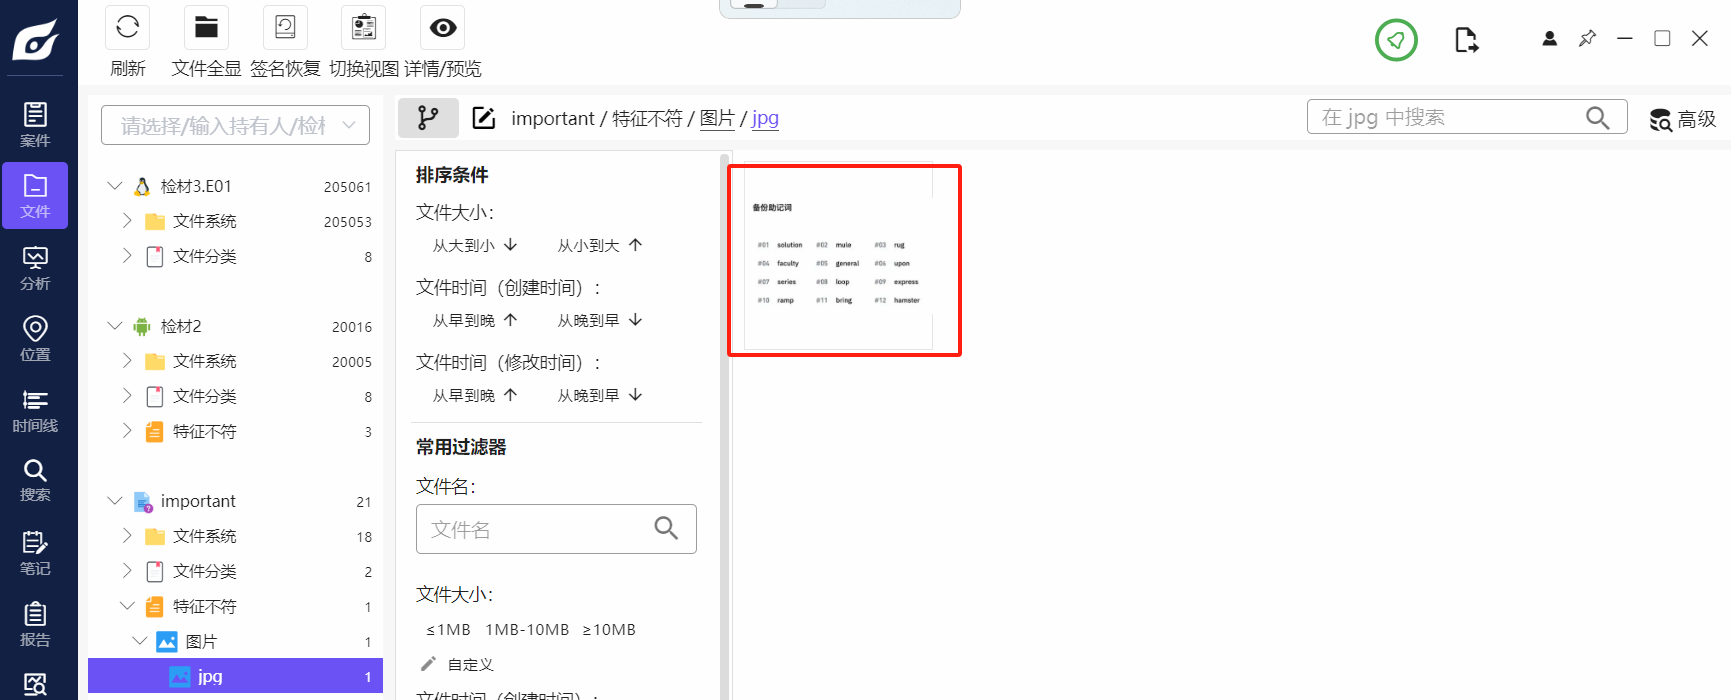 刷新 文件全显 签名恢复 切换视图 详情/预览
案件
文件
分析
位置
时间线
搜索
笔记
报告
请选择/输入持有人/检材
检材3.E01 205061
文件系统 205053
文件分类 8
检材2 20016
文件系统 20005
文件分类 8
特征不符 3
important 21
文件系统 18
文件分类 2
特征不符 1
图片 1
jpg 1
important / 特征不符 / 图片 / jpg
在 jpg 中搜索
高级
排序条件
文件大小：
从大到小 ↓ 从小到大 ↑
文件时间（创建时间）：
从早到晚 ↑ 从晚到早 ↓
文件时间（修改时间）：
从早到晚 ↑ 从晚到早 ↓
常用过滤器
文件名：
文件名
文件大小：
≤1MB 1MB-10MB ≥10MB
自定义
文件时间（创建时间）：
备份助记词
#01 solution #02 mule #03 rug
#04 faculty #05 general #06 upon
#07 series #08 loop #09 express
#10 ramp #11 bring #12 hamster